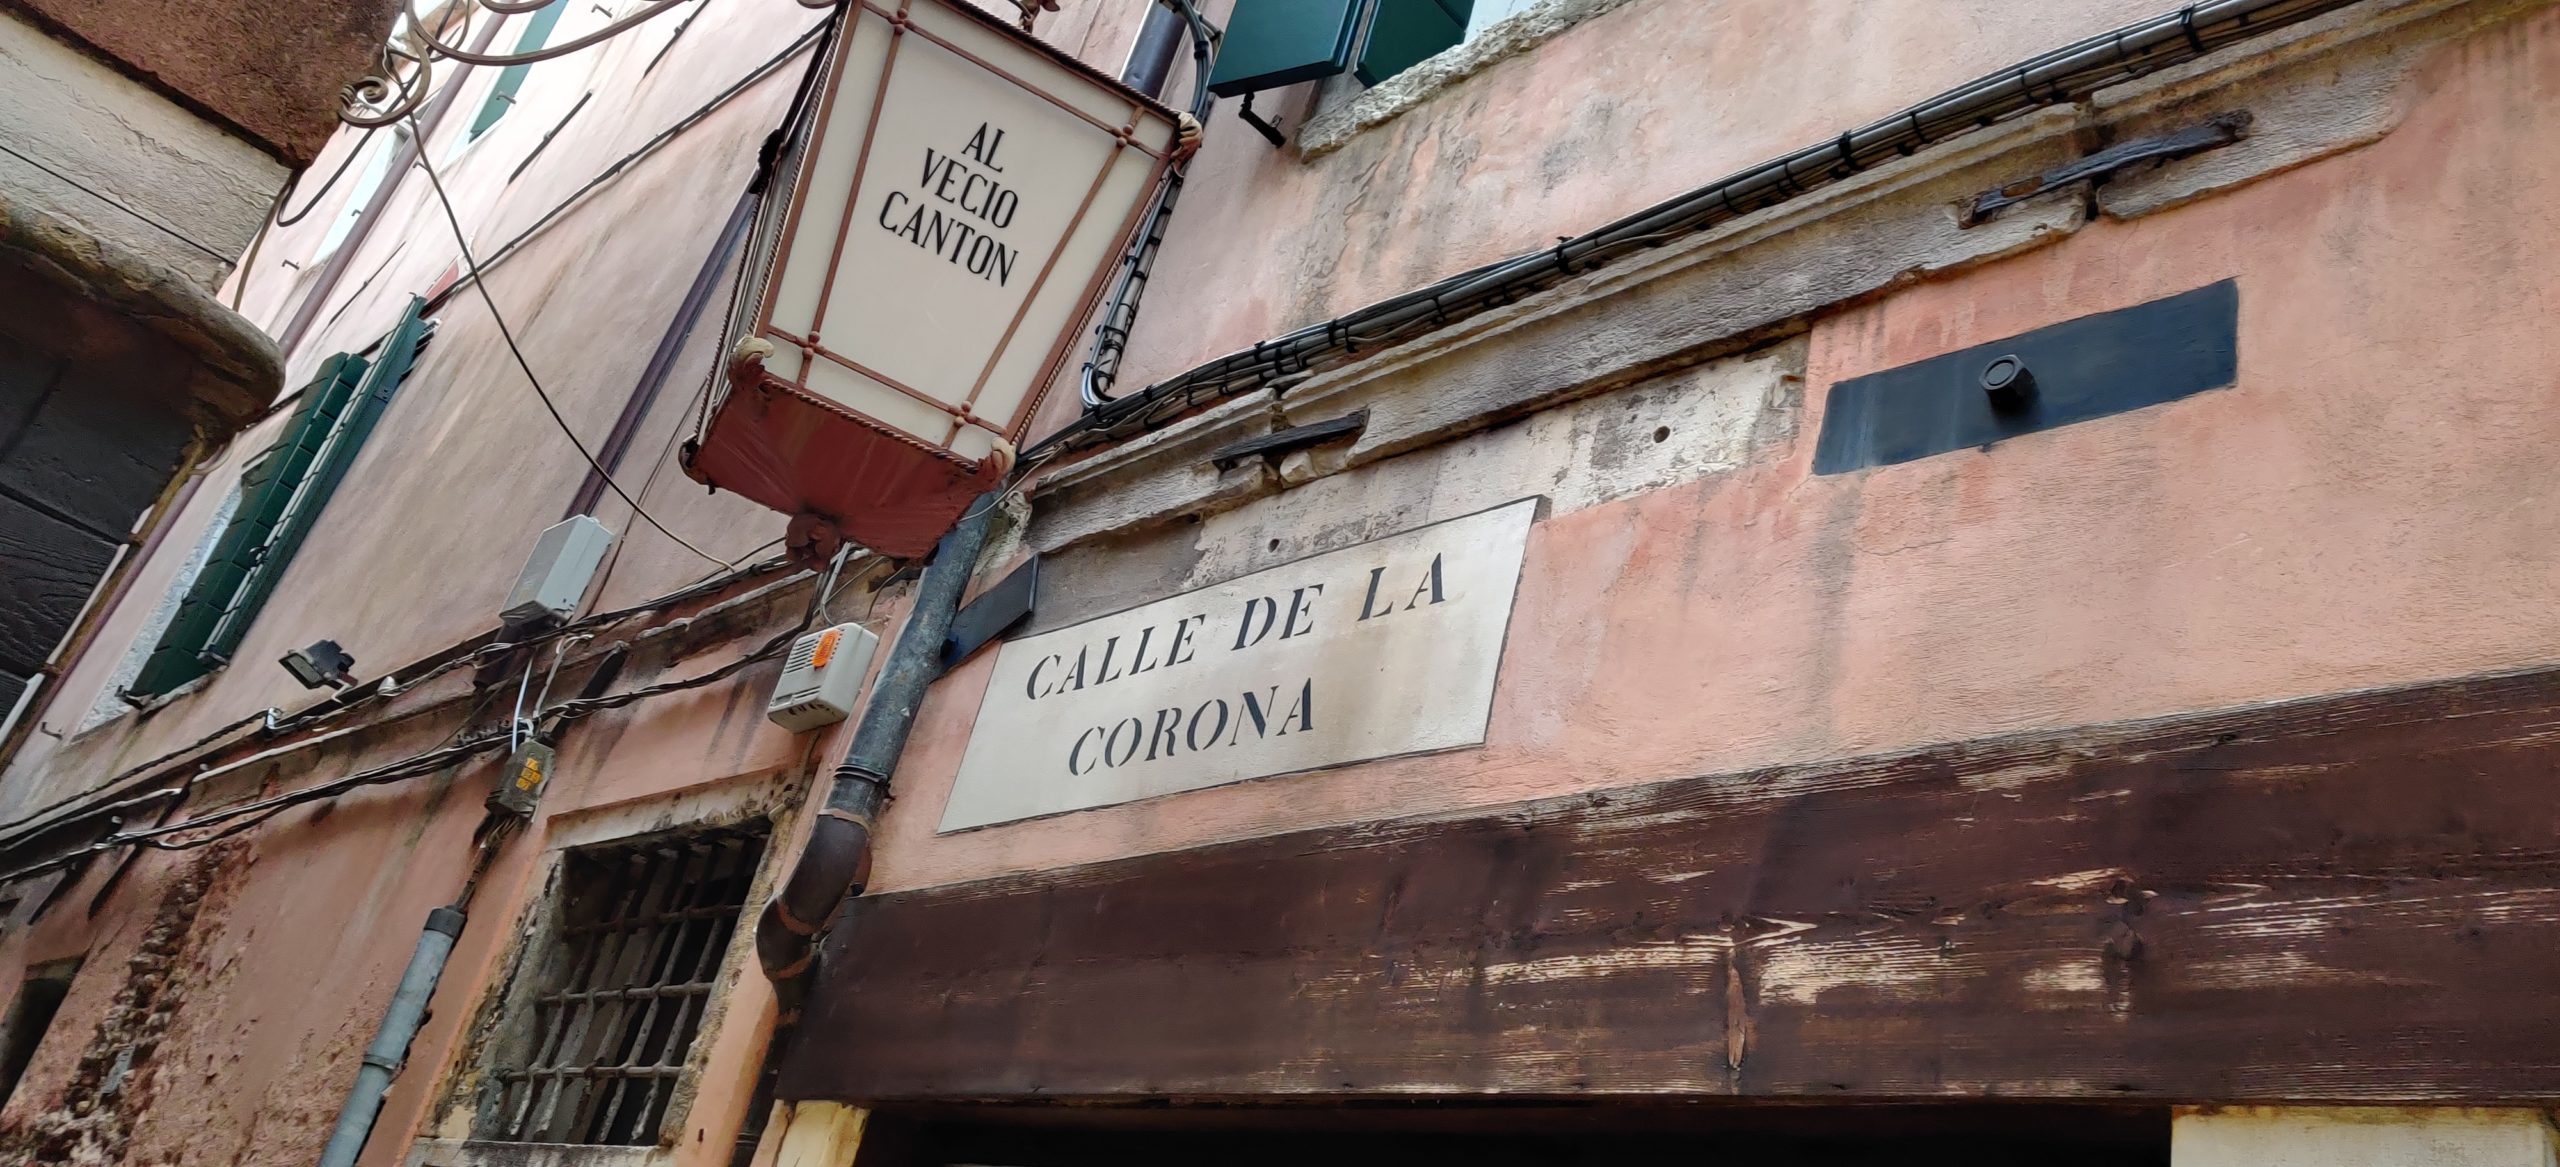 AL
VECIO
CANTON
CALLE DE LA
CORONA